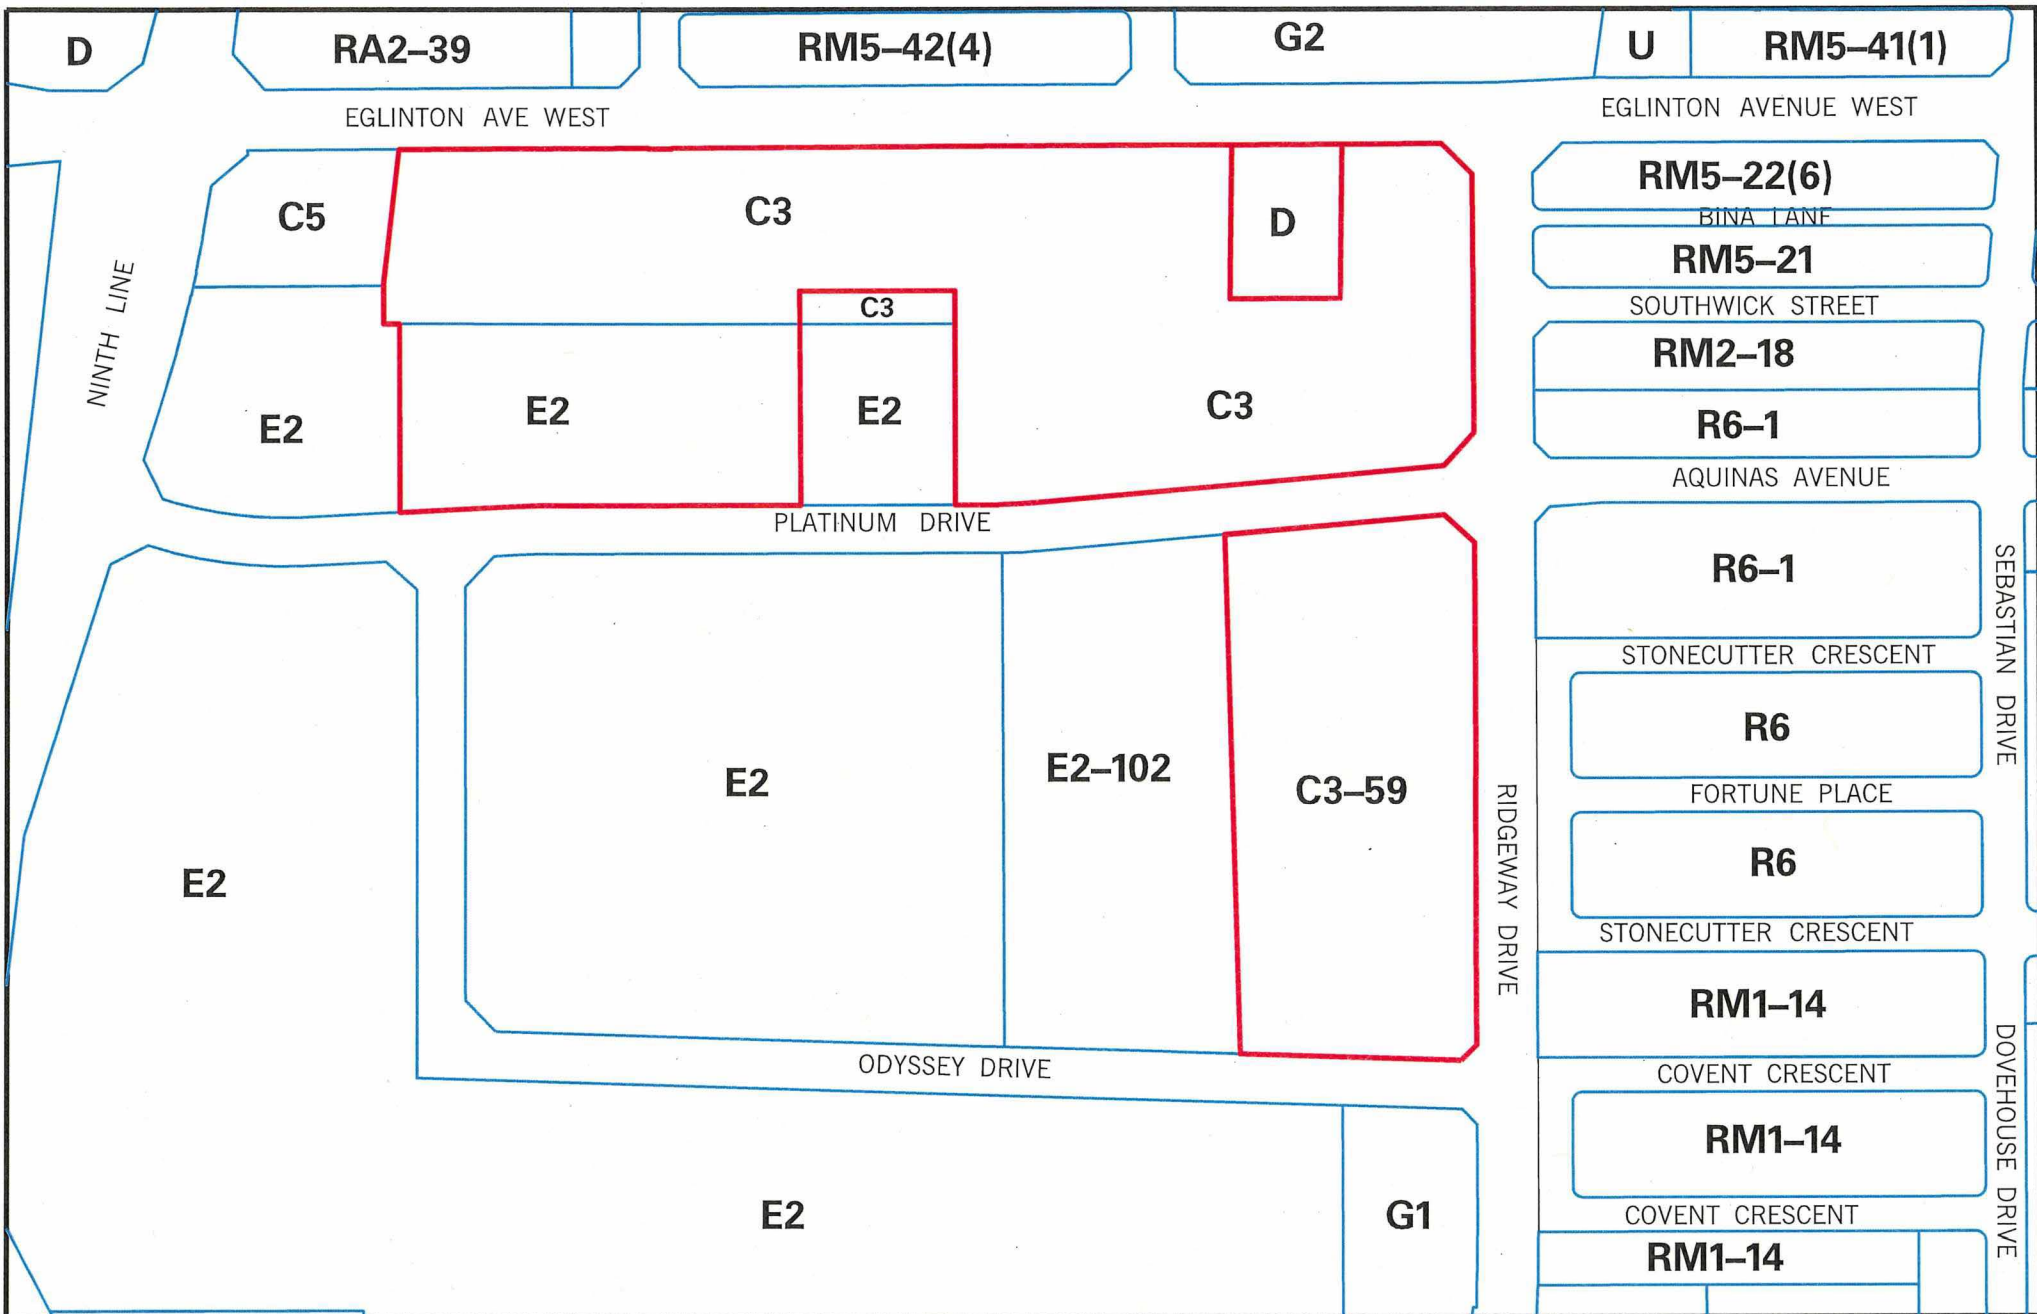 D
RA2–39
RM5–42(4)
G2
U
RM5–41(1)
EGLINTON AVE WEST
EGLINTON AVENUE WEST
C5
C3
D
RM5–22(6)
BINA LANE
RM5–21
SOUTHWICK STREET
NINTH LINE
C3
RM2–18
E2
E2
E2
C3
R6–1
AQUINAS AVENUE
PLATINUM DRIVE
R6–1
SEBASTIAN DRIVE
STONECUTTER CRESCENT
R6
E2
E2–102
C3–59
RIDGEWAY DRIVE
FORTUNE PLACE
E2
R6
STONECUTTER CRESCENT
RM1–14
ODYSSEY DRIVE
COVENT CRESCENT
DOVEHOUSE DRIVE
RM1–14
E2
G1
COVENT CRESCENT
RM1–14